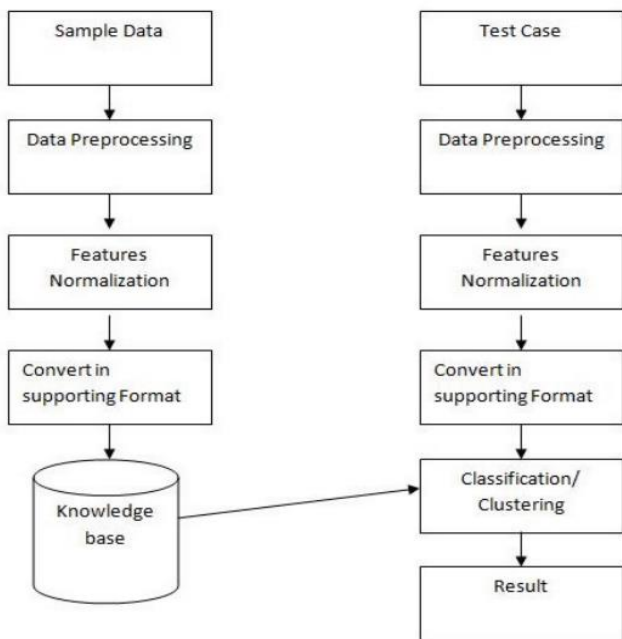 Sample Data
Data Preprocessing
Features
Normalization
Convert in
supporting Format
Knowledge
base
Test Case
Data Preprocessing
Features
Normalization
Convert in
supporting Format
Classification/
Clustering
Result